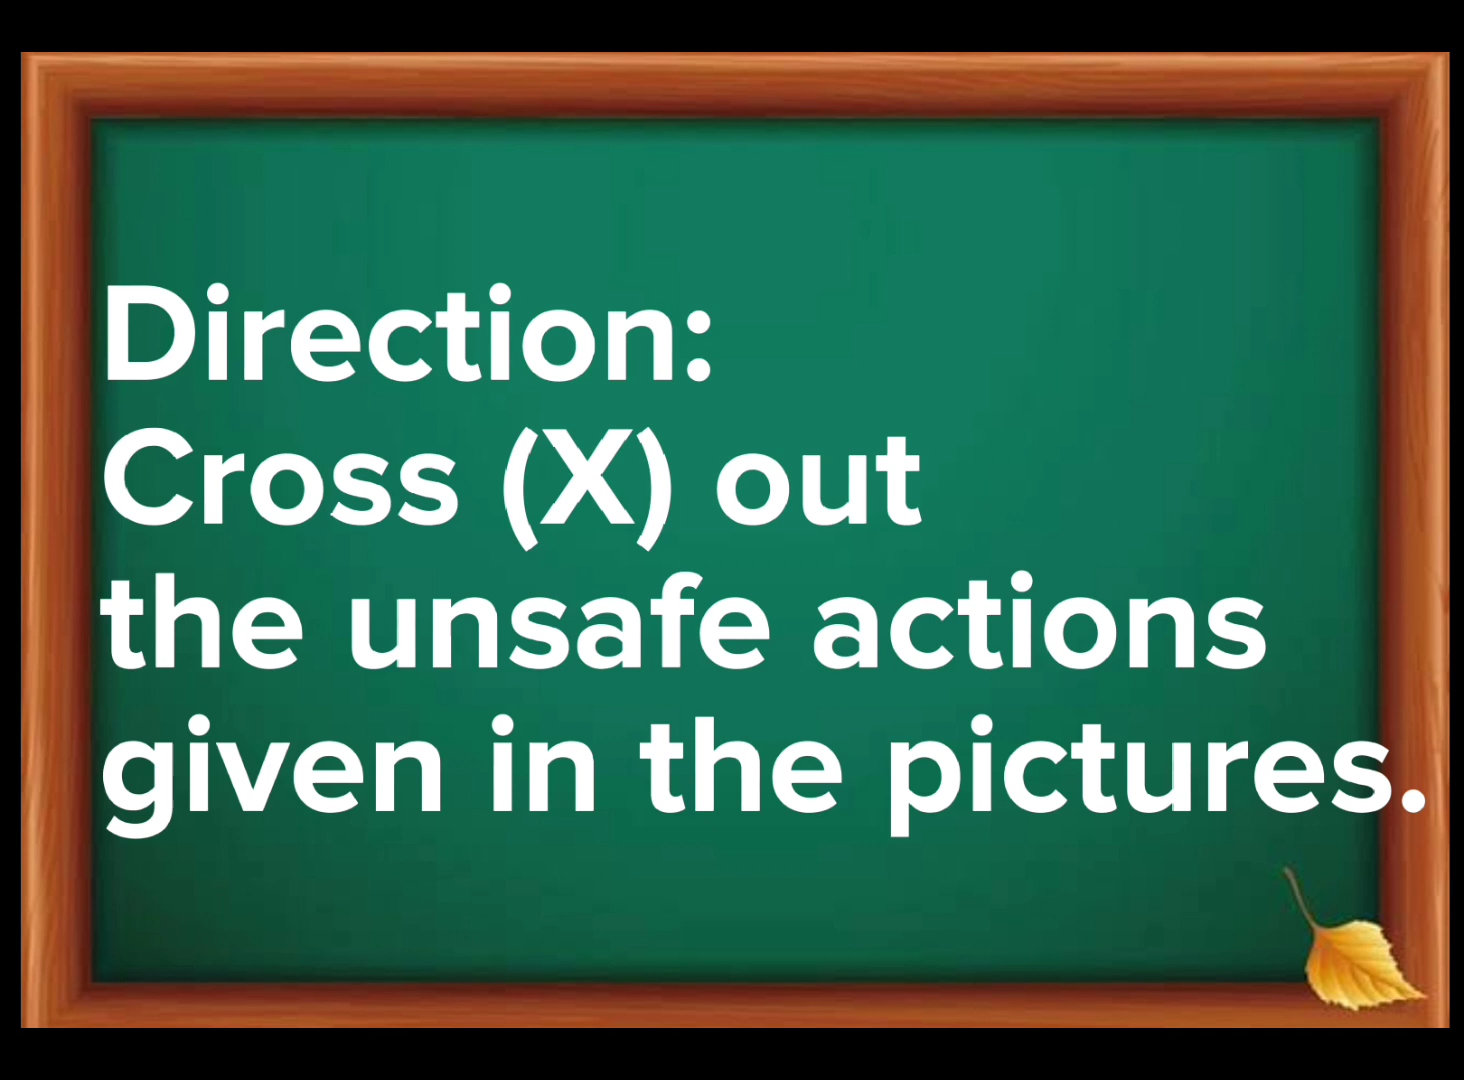 Direction:
Cross (X) out
the unsafe actions
given in the pictures.